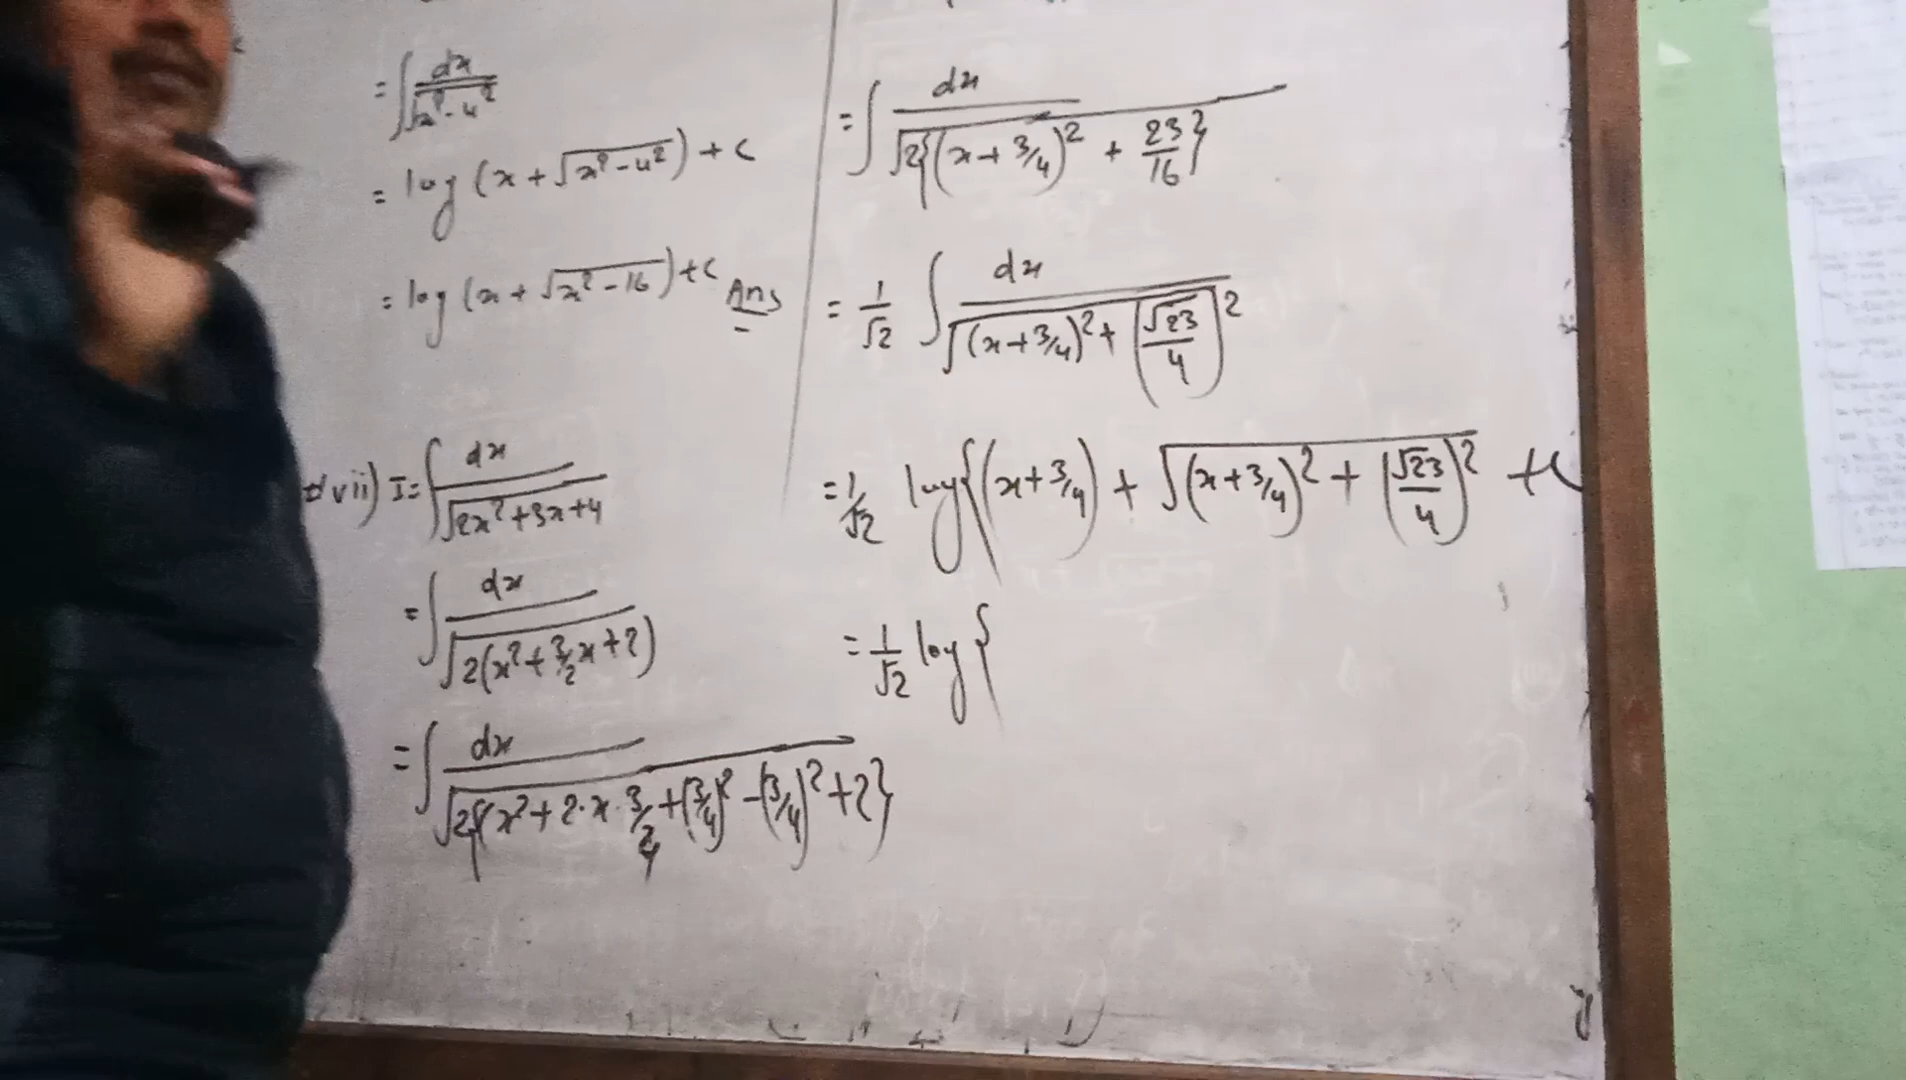 = ∫ dx / √(x² - 4²)
= log (x + √(x² - 4²)) + c
= log (x + √(x² - 16)) + c Ans
vii) I = ∫ dx / √(2x² + 3x + 4)
= ∫ dx / √(2(x² + 3/2 x + 2))
= ∫ dx / √(2{x² + 2·x·3/4 + (3/4)² - (3/4)² + 2})
= ∫ dx / √(2{(x + 3/4)² + 23/16})
= 1/√2 ∫ dx / √((x + 3/4)² + (√23/4)²)
= 1/√2 log{(x + 3/4) + √((x + 3/4)² + (√23/4)²) + c
= 1/√2 log{